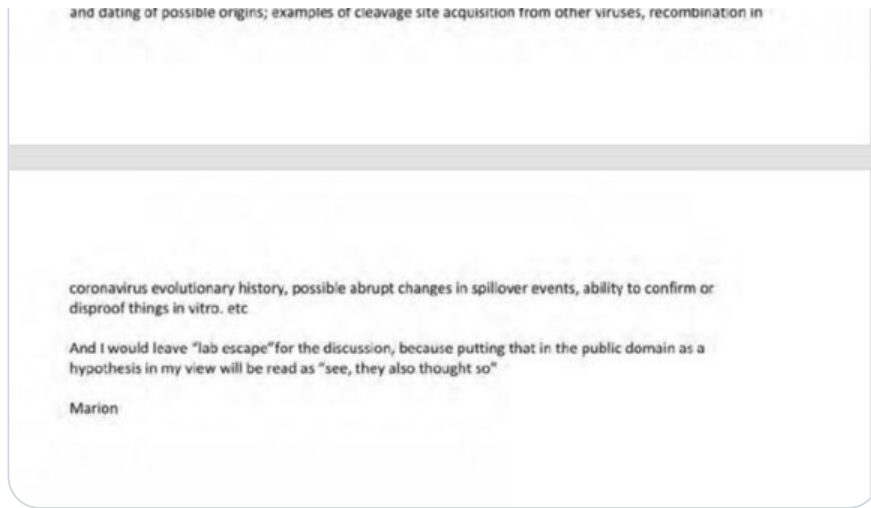 and dating of possible origins; examples of cleavage site acquisition from other viruses, recombination in
coronavirus evolutionary history, possible abrupt changes in spillover events, ability to confirm or
disproof things in vitro. etc
And I would leave "lab escape"for the discussion, because putting that in the public domain as a
hypothesis in my view will be read as "see, they also thought so"
Marion